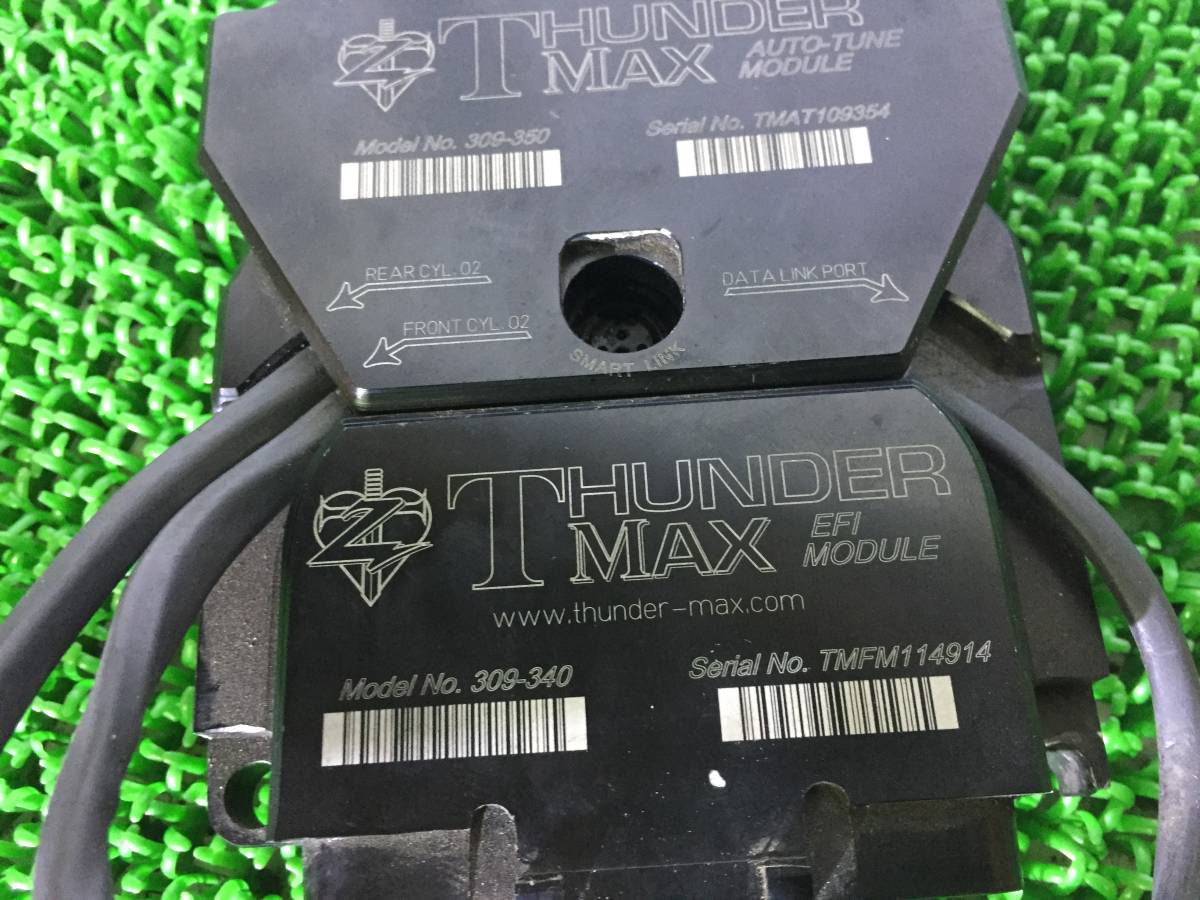 THUNDER
MAX AUTO-TUNE
MODULE
Model No. 309-350
Serial No. TMAT109354
REAR CYL. O2
DATA LINK PORT
FRONT CYL. O2
SMART LINK
THUNDER
MAX EFI
MODULE
www.thunder-max.com
Model No. 309-340
Serial No. TMFM114914